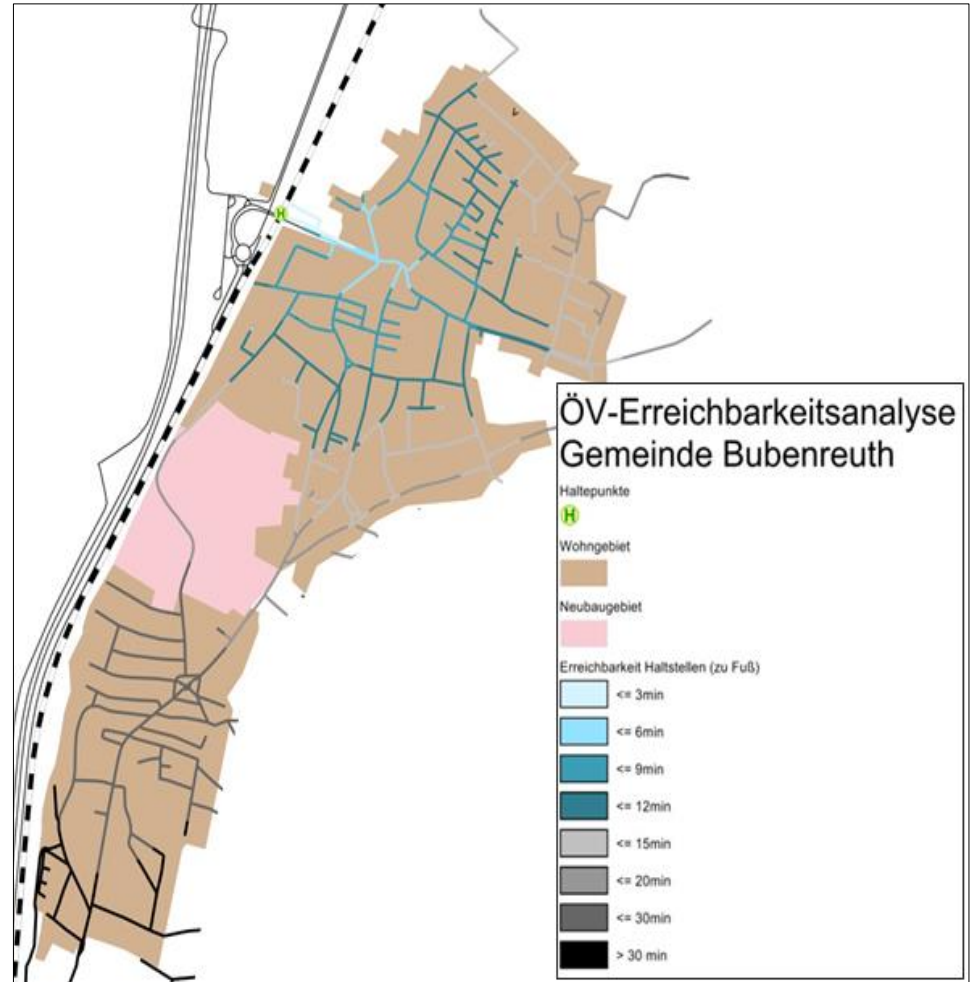 H
ÖV-Erreichbarkeitsanalyse
Gemeinde Bubenreuth
Haltepunkte
H
Wohngebiet
Neubaugebiet
Erreichbarkeit Haltstellen (zu Fuß)
<= 3min
<= 6min
<= 9min
<= 12min
<= 15min
<= 20min
<= 30min
> 30 min